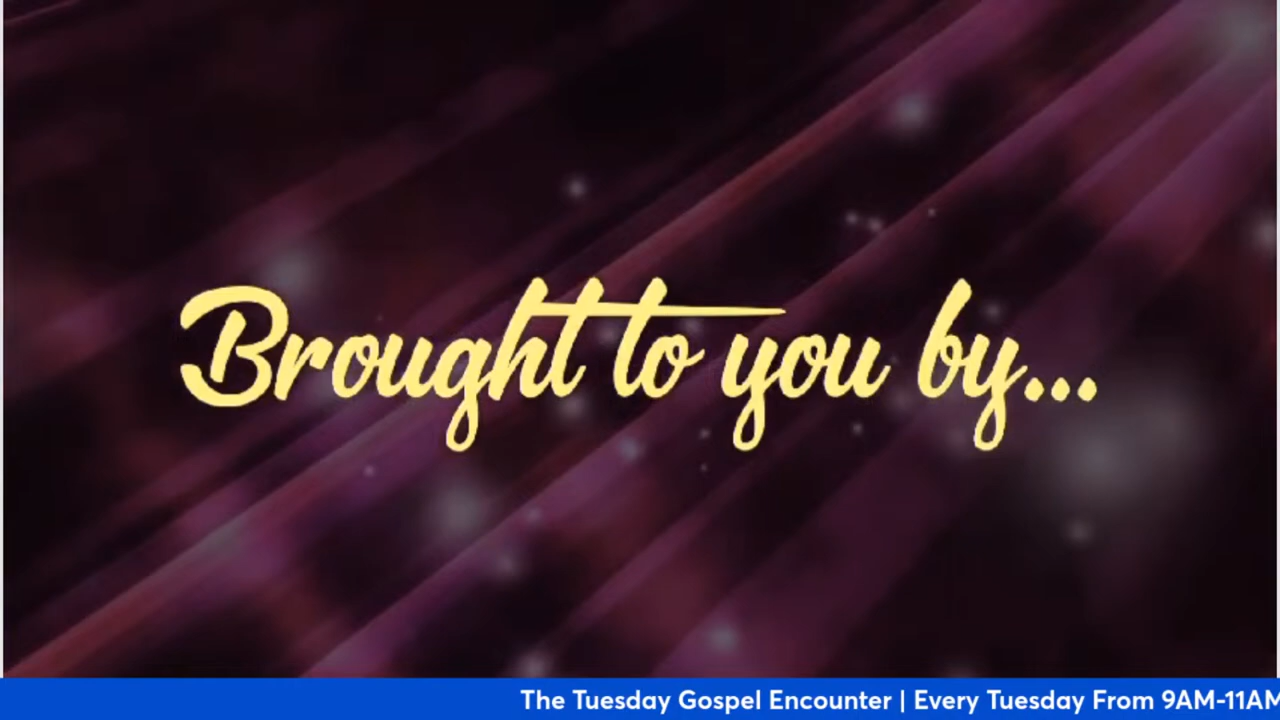 Brought to you by...
The Tuesday Gospel Encounter | Every Tuesday From 9AM-11AM